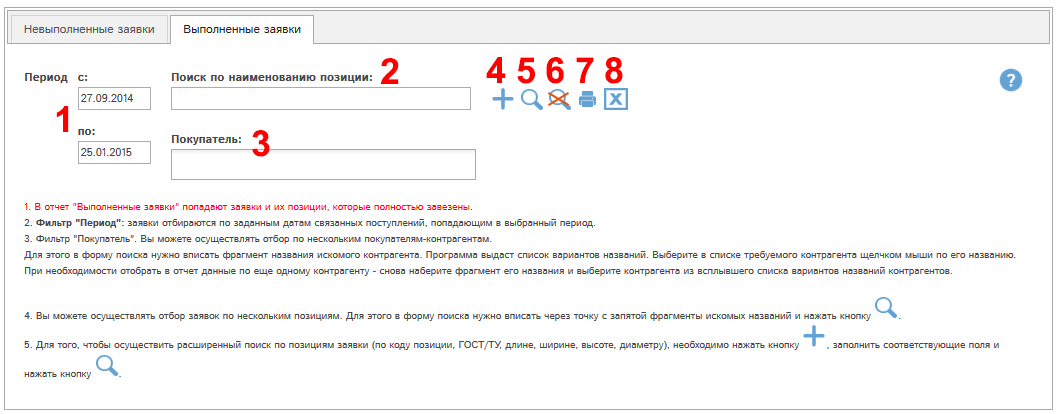 Невыполненные заявки Выполненные заявки
Период с: Поиск по наименованию позиции: 2 4 5 6 7 8
27.09.2014
1
по:
Покупатель: 3
25.01.2015
1. В отчет "Выполненные заявки" попадают заявки и их позиции, которые полностью завезены.
2. Фильтр "Период": заявки отбираются по заданным датам связанных поступлений, попадающим в выбранный период.
3. Фильтр "Покупатель". Вы можете осуществлять отбор по нескольким покупателям-контрагентам.
Для этого в форму поиска нужно вписать фрагмент названия искомого контрагента. Программа выдаст список вариантов названий. Выберите в списке требуемого контрагента щелчком мыши по его названию.
При необходимости отобрать в отчет данные по еще одному контрагенту - снова наберите фрагмент его названия и выберите контрагента из всплывшего списка вариантов названий контрагентов.
4. Вы можете осуществлять отбор заявок по нескольким позициям. Для этого в форму поиска нужно вписать через точку с запятой фрагменты искомых названий и нажать кнопку .
5. Для того, чтобы осуществить расширенный поиск по позициям заявки (по коду позиции, ГОСТ/ТУ, длине, ширине, высоте, диаметру), необходимо нажать кнопку , заполнить соответствующие поля и
нажать кнопку .